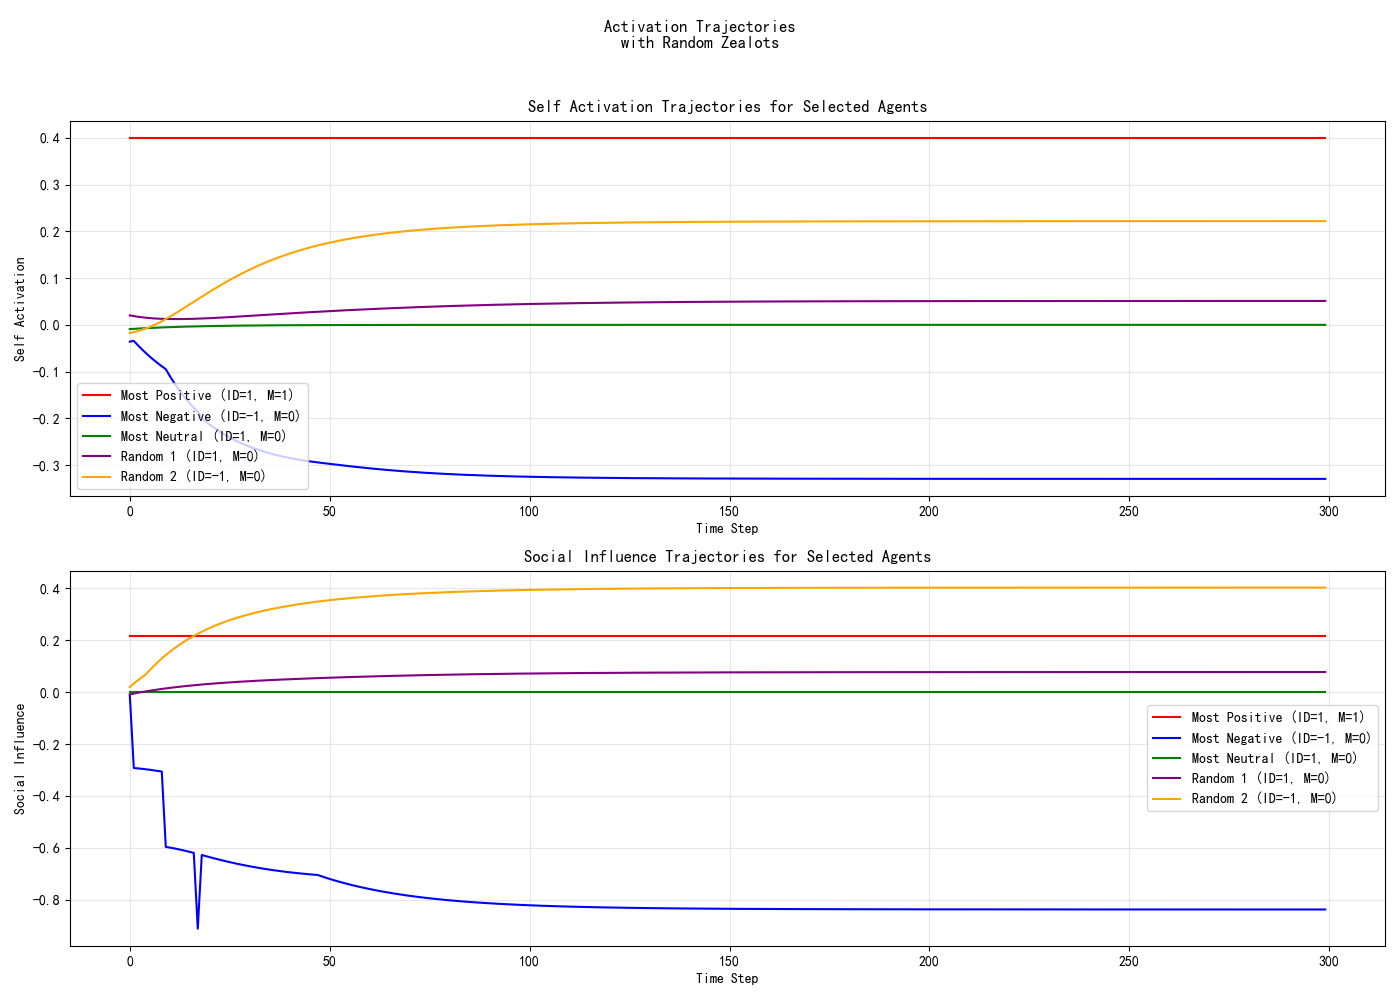 Activation Trajectories
with Random Zealots
Self Activation Trajectories for Selected Agents
Self Activation
0.4
0.3
0.2
0.1
0.0
−0.1
−0.2
−0.3
Most Positive (ID=1, M=1)
Most Negative (ID=-1, M=0)
Most Neutral (ID=1, M=0)
Random 1 (ID=1, M=0)
Random 2 (ID=-1, M=0)
0 50 100 150 200 250 300
Time Step
Social Influence Trajectories for Selected Agents
Social Influence
0.4
0.2
0.0
−0.2
−0.4
−0.6
−0.8
Most Positive (ID=1, M=1)
Most Negative (ID=-1, M=0)
Most Neutral (ID=1, M=0)
Random 1 (ID=1, M=0)
Random 2 (ID=-1, M=0)
0 50 100 150 200 250 300
Time Step